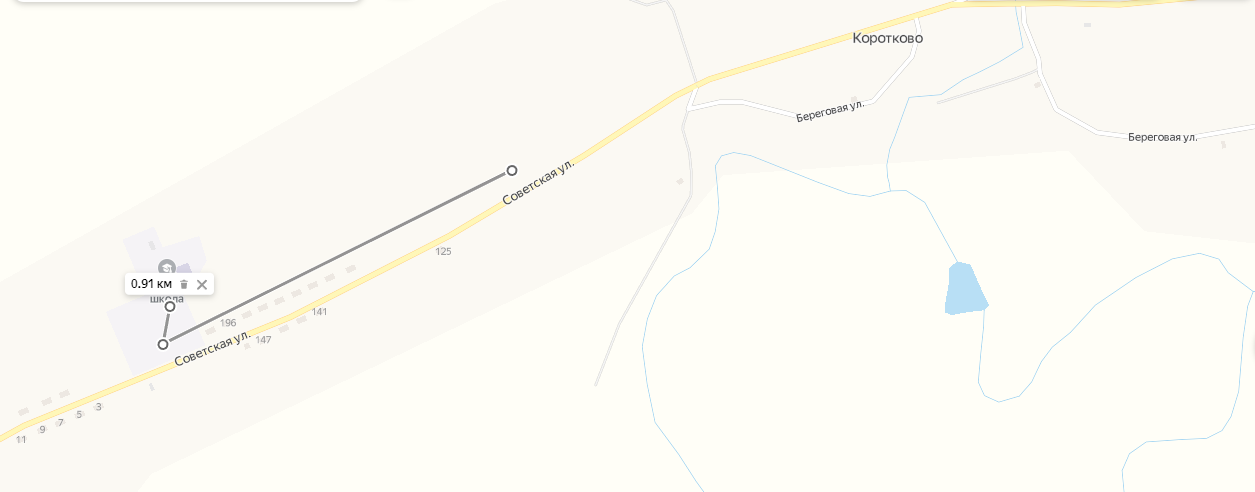 Коротково
Береговая ул.
Береговая ул.
Советская ул.
125
0.91 км
школа
196
141
147
Советская ул.
3
5
7
9
11